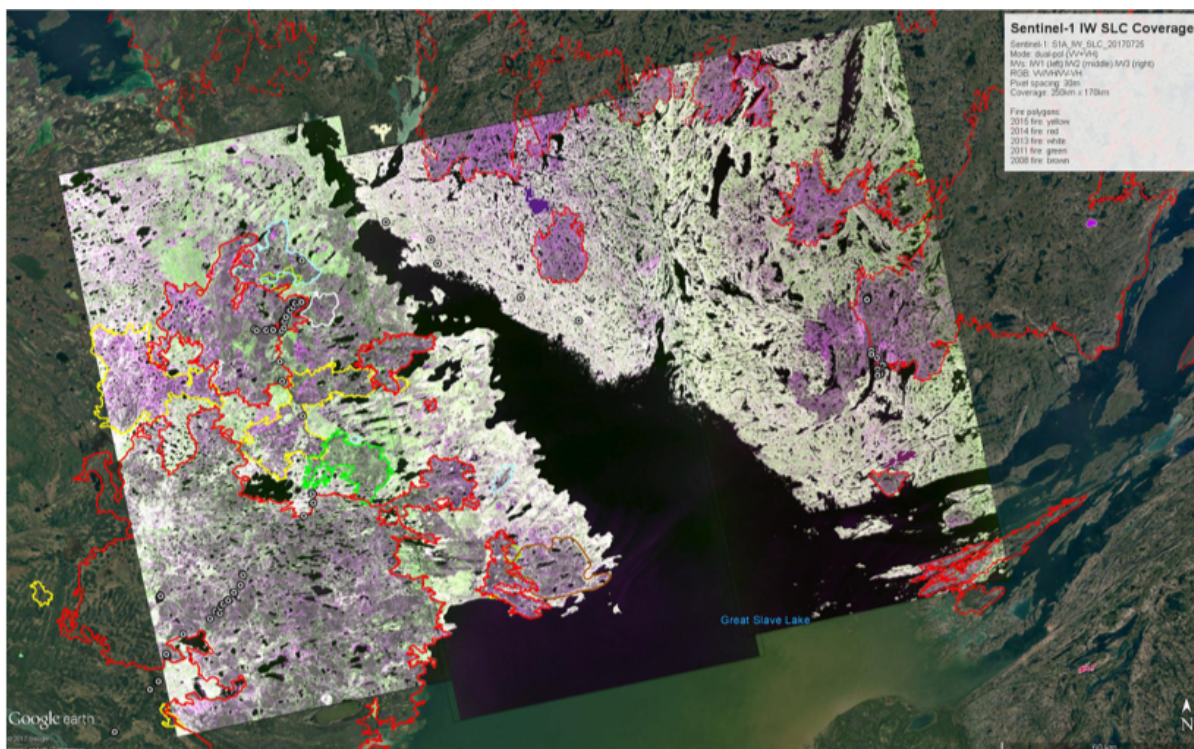 Sentinel-1 IW SLC Coverage
Sentinel-1: S1A_IW_SLC_20170725
Mode: dual-pol (VV+VH)
IWs: IW1 (left) IW2 (middle) IW3 (right)
RGB: VV/VH/VV-VH
Pixel spacing: 30m
Coverage: 250km x 170km
Fire polygons:
2015 fire: yellow
2014 fire: red
2013 fire: white
2011 fire: green
2008 fire: brown
Great Slave Lake
Google earth
N